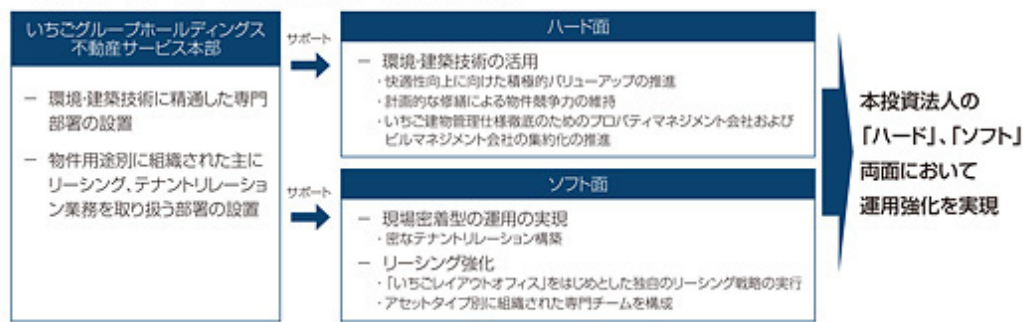 いちごグループホールディングス
不動産サービス本部
− 環境・建築技術に精通した専門
部署の設置
− 物件用途別に組織された主に
リーシング、テナントリレーショ
ン業務を取り扱う部署の設置
サポート
ハード面
− 環境・建築技術の活用
・快適性向上に向けた積極的バリューアップの推進
・計画的な修繕による物件競争力の維持
・いちご建物管理仕様徹底のためのプロパティマネジメント会社および
ビルマネジメント会社の集約化の推進
サポート
ソフト面
− 現場密着型の運用の実現
・密なテナントリレーション構築
− リーシング強化
・「いちごレイアウトオフィス」をはじめとした独自のリーシング戦略の実行
・アセットタイプ別に組織された専門チームを構成
本投資法人の
「ハード」、「ソフト」
両面において
運用強化を実現